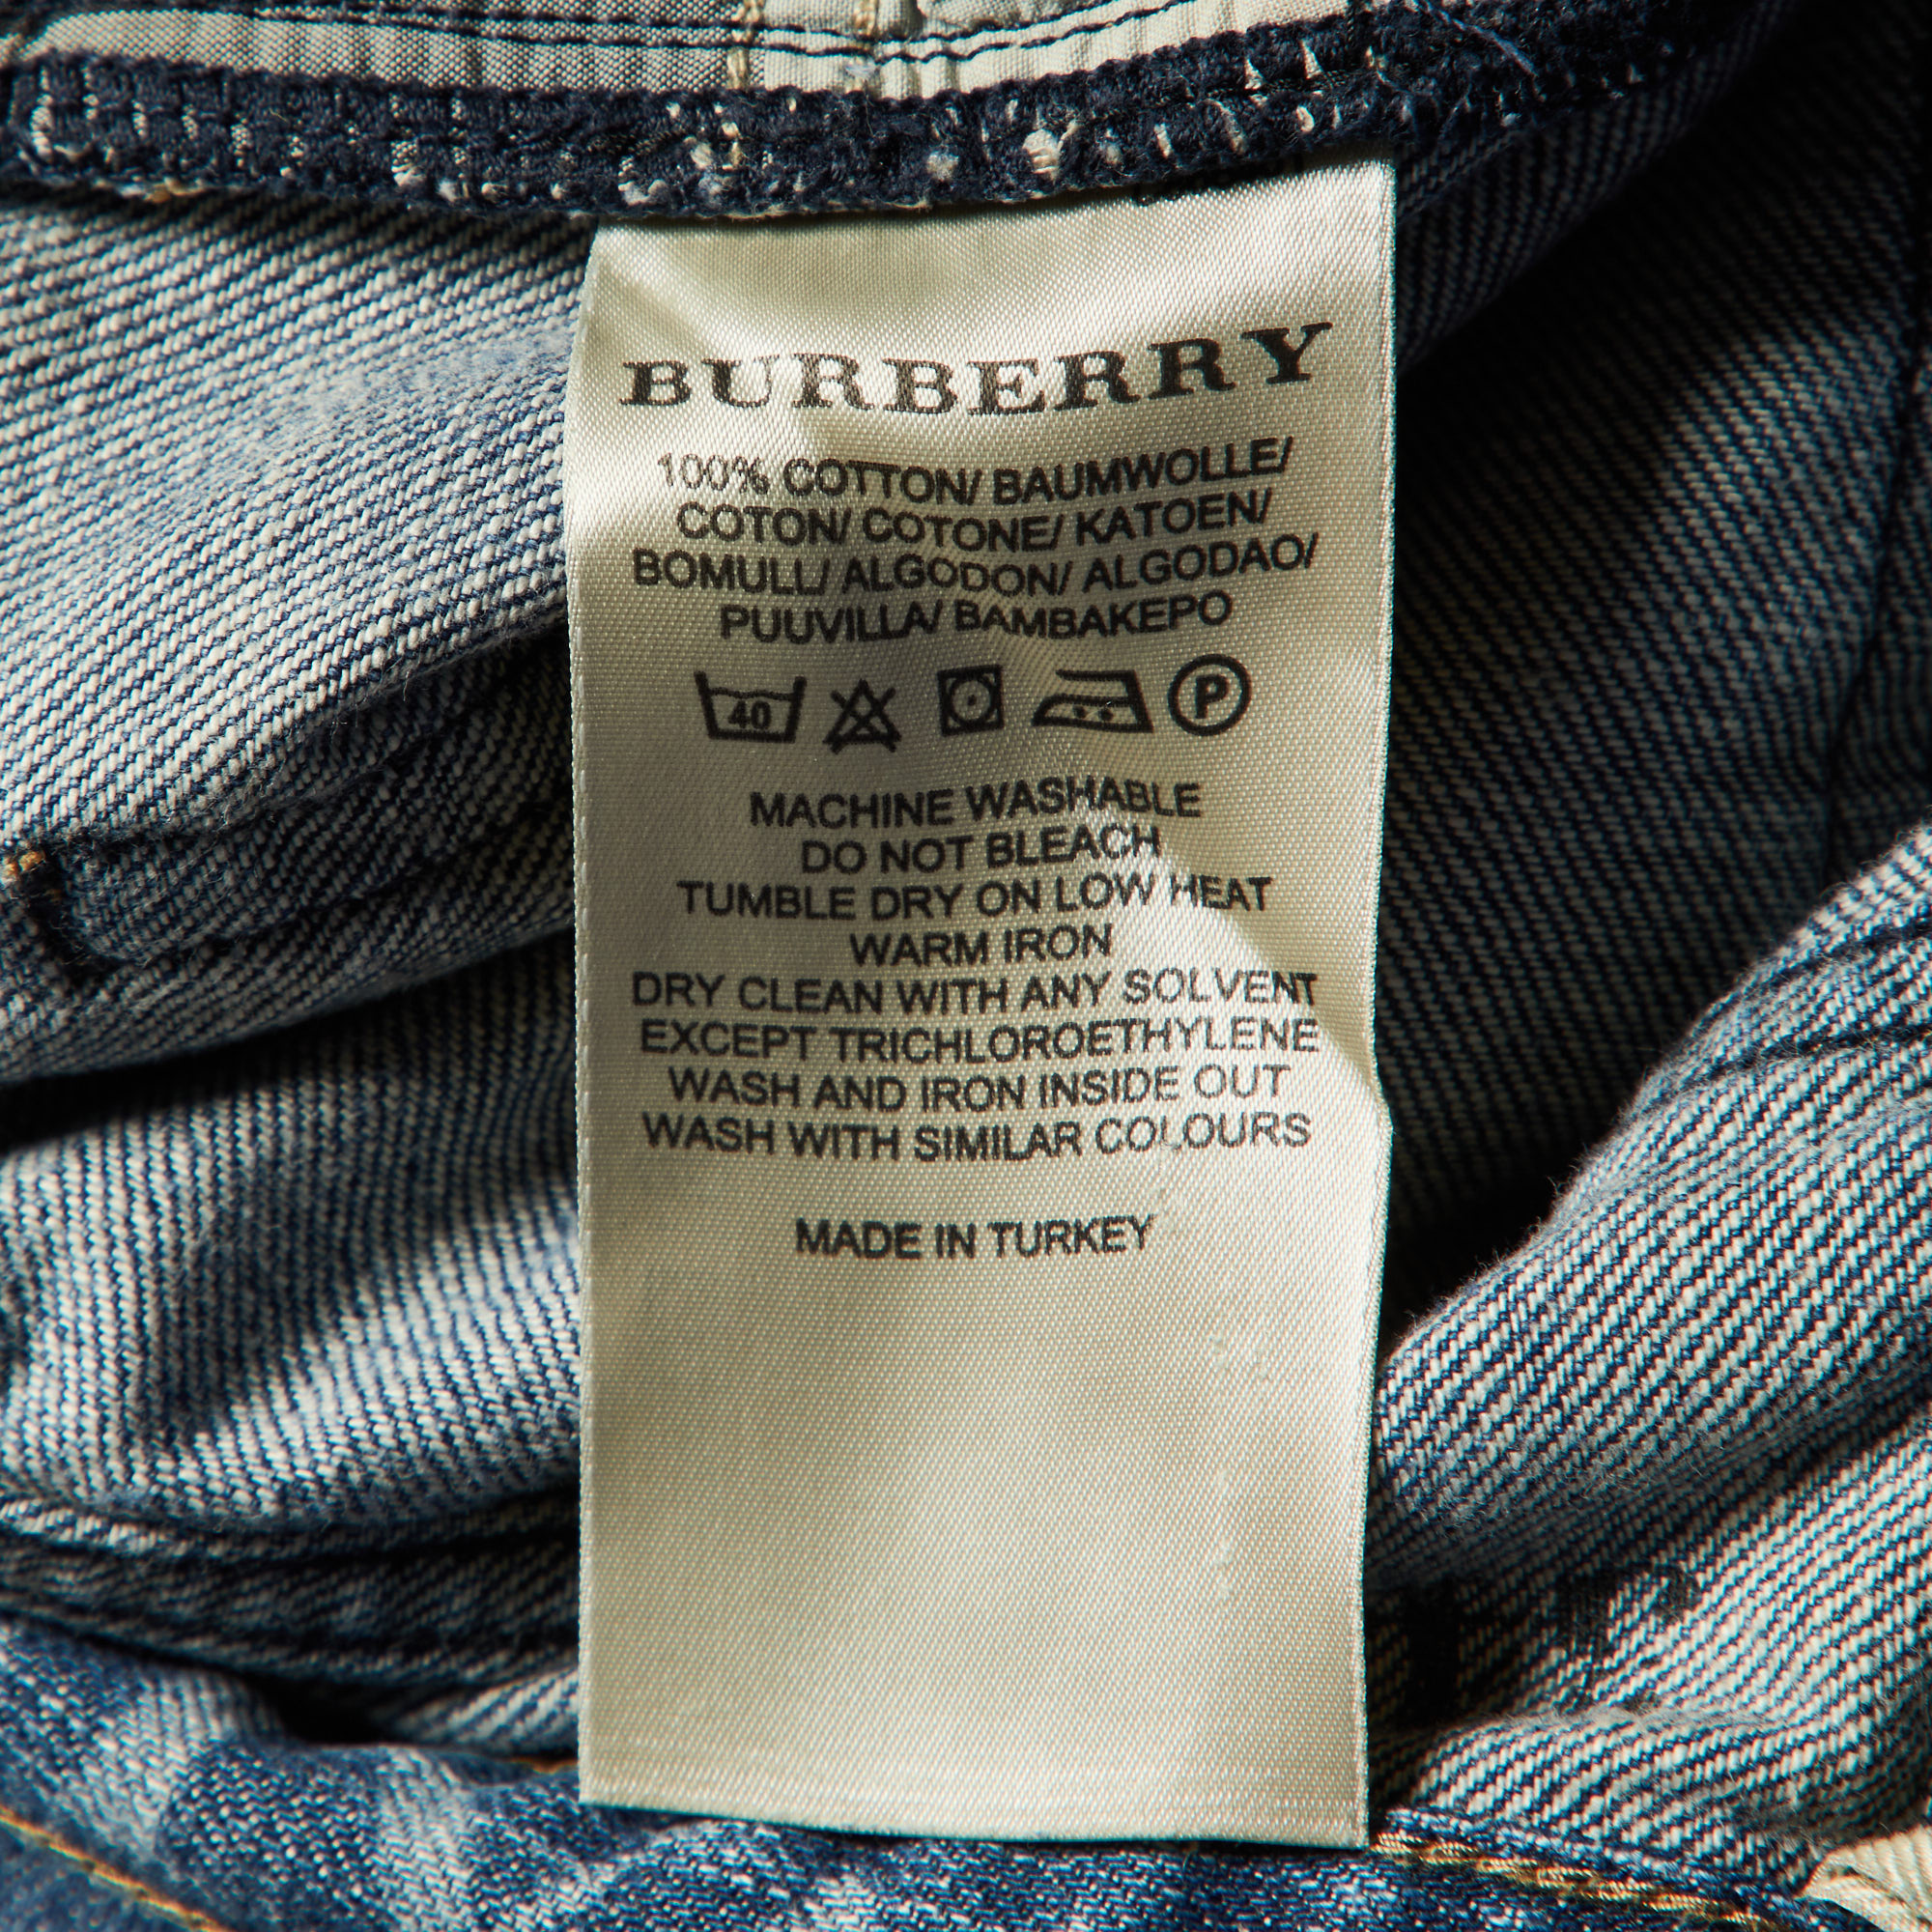 BURBERRY
100% COTTON/ BAUMWOLLE/
COTON/ COTONE/ KATOEN/
BOMULL/ ALGODON/ ALGODAO/
PUUVILLA/ BAMBAKEPO
40 P
MACHINE WASHABLE
DO NOT BLEACH
TUMBLE DRY ON LOW HEAT
WARM IRON
DRY CLEAN WITH ANY SOLVENT
EXCEPT TRICHLOROETHYLENE
WASH AND IRON INSIDE OUT
WASH WITH SIMILAR COLOURS
MADE IN TURKEY